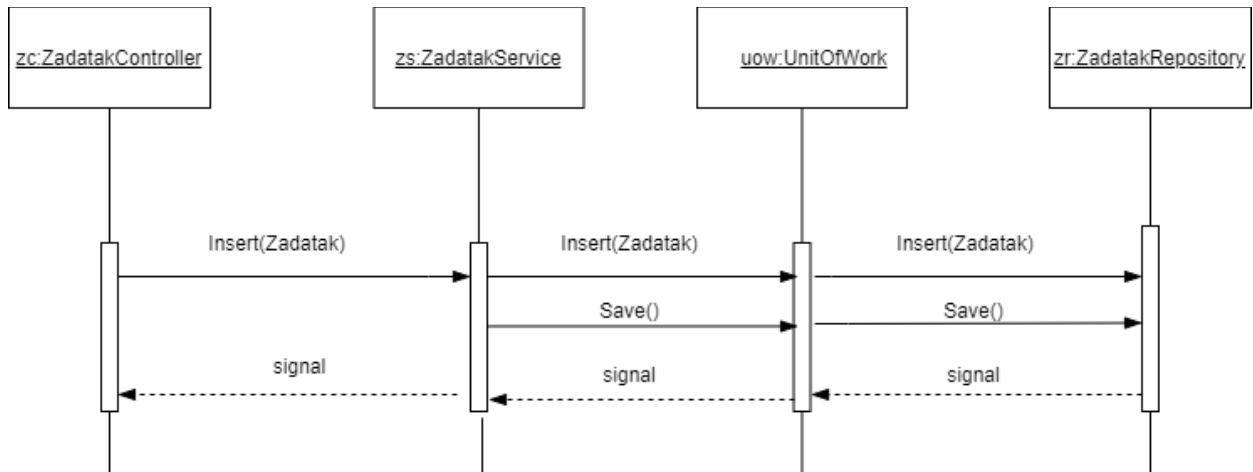 zc:ZadatakController
zs:ZadatakService
uow:UnitOfWork
zr:ZadatakRepository
Insert(Zadatak)
Insert(Zadatak)
Insert(Zadatak)
Save()
Save()
signal
signal
signal